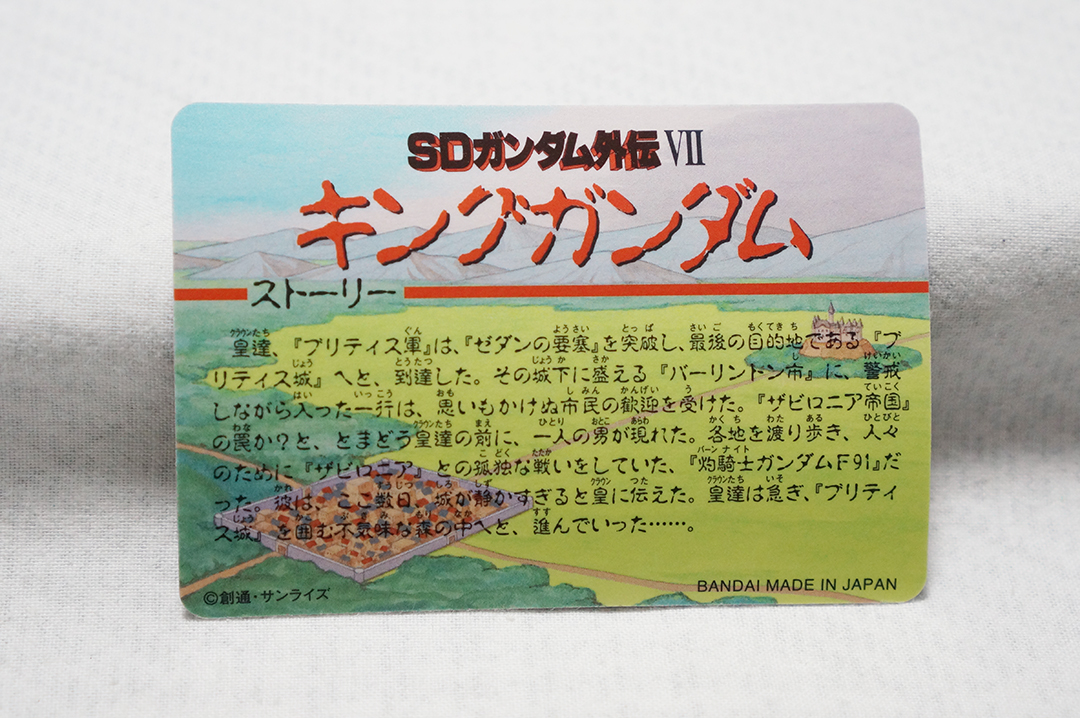 SDガンダム外伝 VII
キングガンダム
ストーリー
皇達、『ブリティス軍』は、『ゼダンの要塞』を突破し、最後の目的地である『ブ
リティス城』へと、到達した。その城下に盛える『バーリントン市』に、警戒
しながら入った一行は、思いもかけぬ市民の歓迎を受けた。『ザビロニア帝国』
の罠か?と、とまどう皇達の前に、一人の男が現れた。各地を渡り歩き、人々
のために『ザビロニア』との孤独な戦いをしていた、『灼騎士ガンダムF91』だ
った。彼は、ここ数日、城が静かすぎると皇に伝えた。皇達は急ぎ、『ブリティ
ス城』を囲む不気味な森の中へと、進んでいった……。
©創通・サンライズ
BANDAI MADE IN JAPAN